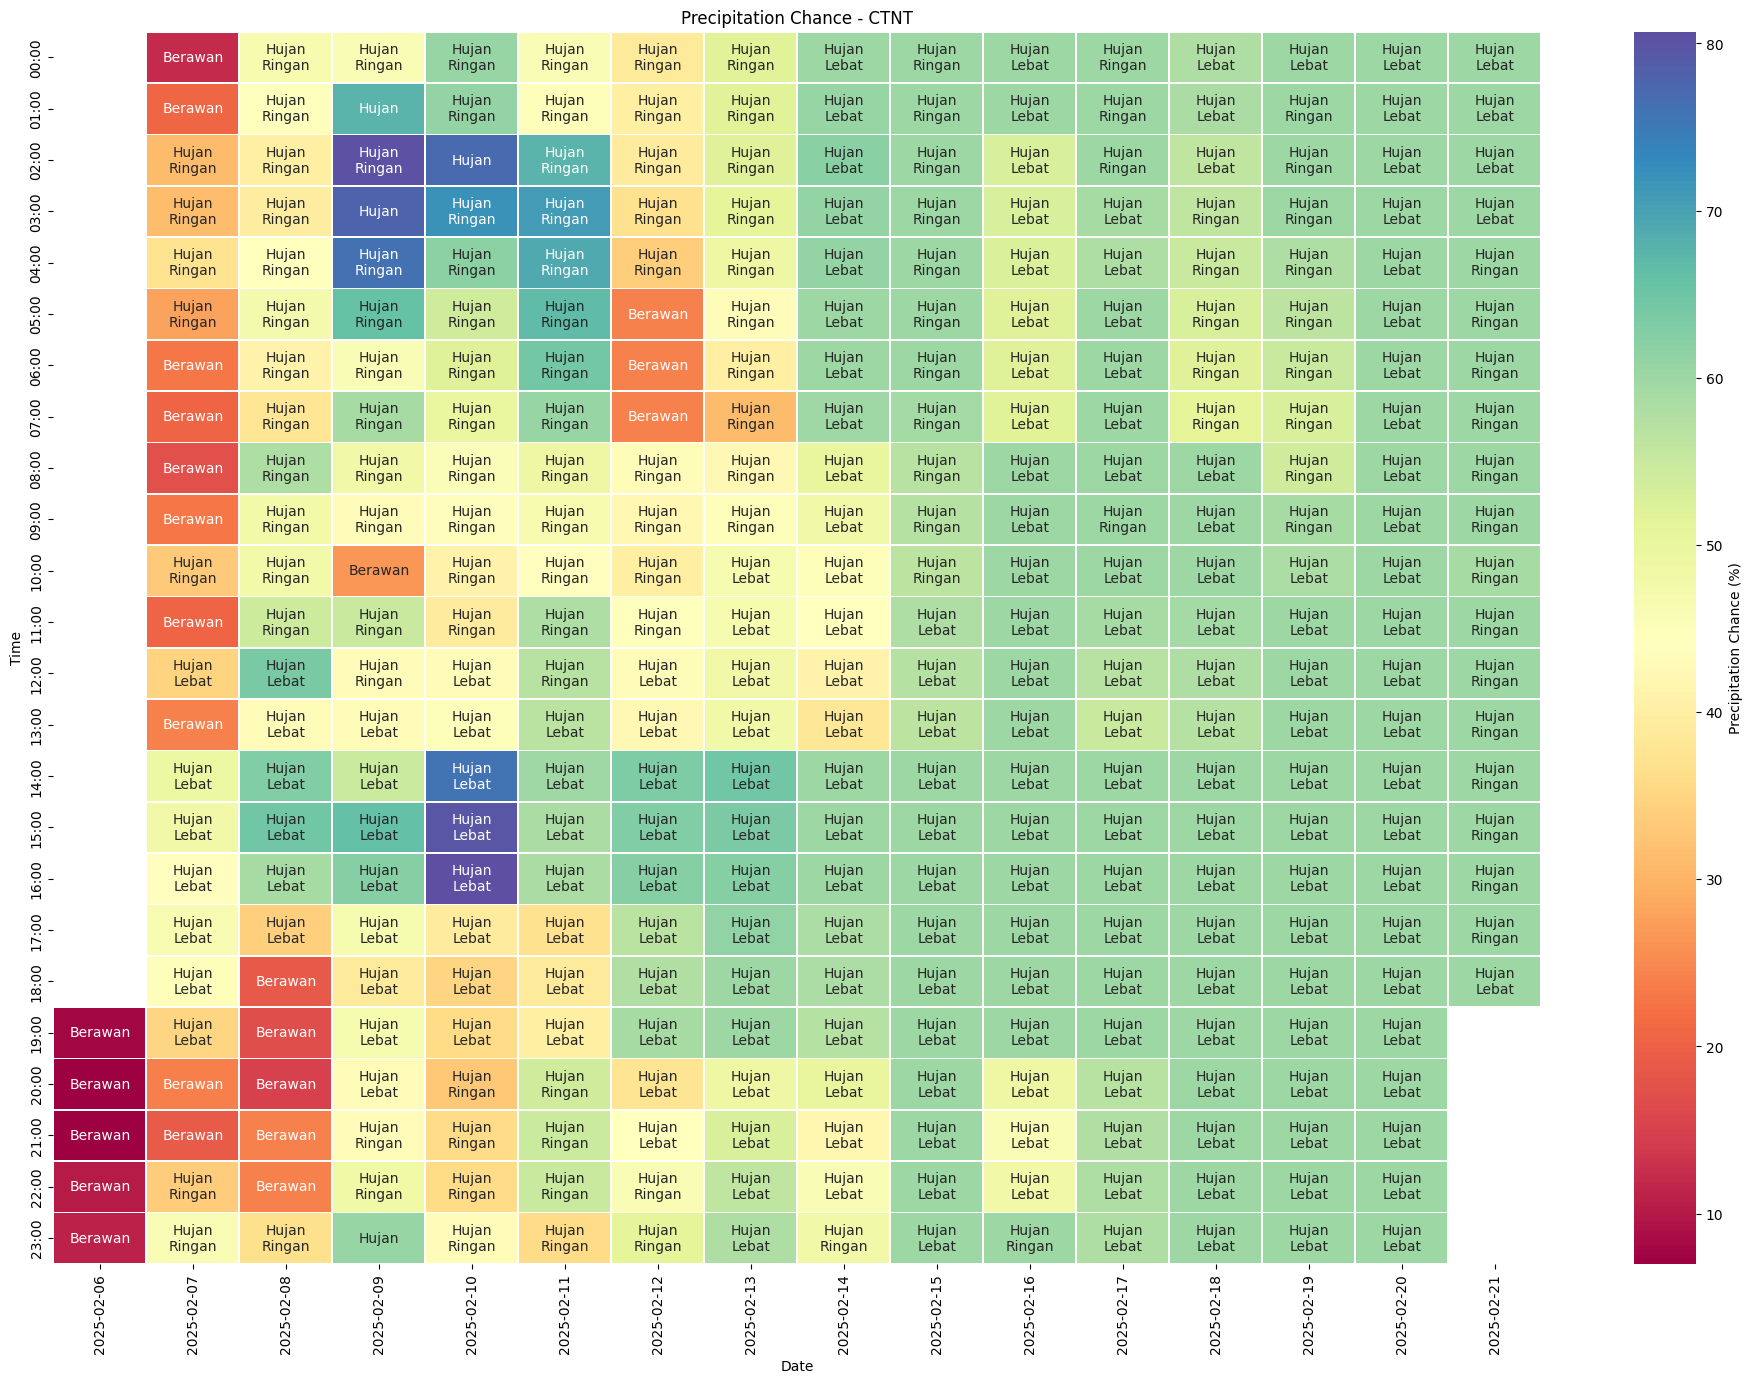 Precipitation Chance - CTNT
00:00 Berawan Hujan Ringan Hujan Ringan Hujan Ringan Hujan Ringan Hujan Ringan Hujan Ringan Hujan Lebat Hujan Ringan Hujan Lebat Hujan Ringan Hujan Lebat Hujan Lebat Hujan Lebat Hujan Lebat
01:00 Berawan Hujan Ringan Hujan Hujan Ringan Hujan Ringan Hujan Ringan Hujan Ringan Hujan Lebat Hujan Ringan Hujan Lebat Hujan Ringan Hujan Lebat Hujan Ringan Hujan Lebat Hujan Lebat
02:00 Hujan Ringan Hujan Ringan Hujan Ringan Hujan Hujan Ringan Hujan Ringan Hujan Ringan Hujan Lebat Hujan Ringan Hujan Lebat Hujan Ringan Hujan Lebat Hujan Ringan Hujan Lebat Hujan Lebat
03:00 Hujan Ringan Hujan Ringan Hujan Hujan Ringan Hujan Ringan Hujan Ringan Hujan Ringan Hujan Lebat Hujan Ringan Hujan Lebat Hujan Lebat Hujan Ringan Hujan Ringan Hujan Lebat Hujan Lebat
04:00 Hujan Ringan Hujan Ringan Hujan Ringan Hujan Ringan Hujan Ringan Hujan Ringan Hujan Ringan Hujan Lebat Hujan Ringan Hujan Lebat Hujan Lebat Hujan Ringan Hujan Ringan Hujan Lebat Hujan Ringan
05:00 Hujan Ringan Hujan Ringan Hujan Ringan Hujan Ringan Hujan Ringan Berawan Hujan Ringan Hujan Lebat Hujan Ringan Hujan Lebat Hujan Lebat Hujan Ringan Hujan Ringan Hujan Lebat Hujan Ringan
06:00 Berawan Hujan Ringan Hujan Ringan Hujan Ringan Hujan Ringan Berawan Hujan Ringan Hujan Lebat Hujan Ringan Hujan Lebat Hujan Lebat Hujan Ringan Hujan Ringan Hujan Lebat Hujan Ringan
07:00 Berawan Hujan Ringan Hujan Ringan Hujan Ringan Hujan Ringan Berawan Hujan Ringan Hujan Lebat Hujan Ringan Hujan Lebat Hujan Lebat Hujan Ringan Hujan Ringan Hujan Lebat Hujan Ringan
08:00 Berawan Hujan Ringan Hujan Ringan Hujan Ringan Hujan Ringan Hujan Ringan Hujan Ringan Hujan Lebat Hujan Ringan Hujan Lebat Hujan Lebat Hujan Lebat Hujan Ringan Hujan Lebat Hujan Ringan
09:00 Berawan Hujan Ringan Hujan Ringan Hujan Ringan Hujan Ringan Hujan Ringan Hujan Ringan Hujan Lebat Hujan Ringan Hujan Lebat Hujan Ringan Hujan Lebat Hujan Ringan Hujan Lebat Hujan Ringan
10:00 Hujan Ringan Hujan Ringan Berawan Hujan Ringan Hujan Ringan Hujan Ringan Hujan Lebat Hujan Lebat Hujan Ringan Hujan Lebat Hujan Lebat Hujan Lebat Hujan Lebat Hujan Lebat Hujan Ringan
11:00 Berawan Hujan Ringan Hujan Ringan Hujan Ringan Hujan Ringan Hujan Ringan Hujan Lebat Hujan Lebat Hujan Lebat Hujan Lebat Hujan Lebat Hujan Lebat Hujan Lebat Hujan Lebat Hujan Ringan
12:00 Hujan Lebat Hujan Lebat Hujan Ringan Hujan Lebat Hujan Ringan Hujan Lebat Hujan Lebat Hujan Lebat Hujan Lebat Hujan Lebat Hujan Lebat Hujan Lebat Hujan Lebat Hujan Lebat Hujan Ringan
13:00 Berawan Hujan Lebat Hujan Lebat Hujan Lebat Hujan Ringan Hujan Lebat Hujan Lebat Hujan Lebat Hujan Lebat Hujan Lebat Hujan Lebat Hujan Lebat Hujan Lebat Hujan Lebat Hujan Ringan
14:00 Hujan Lebat Hujan Lebat Hujan Lebat Hujan Lebat Hujan Lebat Hujan Lebat Hujan Lebat Hujan Lebat Hujan Lebat Hujan Lebat Hujan Lebat Hujan Lebat Hujan Lebat Hujan Lebat Hujan Ringan
15:00 Hujan Lebat Hujan Lebat Hujan Lebat Hujan Lebat Hujan Lebat Hujan Lebat Hujan Lebat Hujan Lebat Hujan Lebat Hujan Lebat Hujan Lebat Hujan Lebat Hujan Lebat Hujan Lebat Hujan Ringan
16:00 Hujan Lebat Hujan Lebat Hujan Lebat Hujan Lebat Hujan Lebat Hujan Lebat Hujan Lebat Hujan Lebat Hujan Lebat Hujan Lebat Hujan Lebat Hujan Lebat Hujan Lebat Hujan Lebat Hujan Ringan
17:00 Hujan Lebat Hujan Lebat Hujan Lebat Hujan Lebat Hujan Lebat Hujan Lebat Hujan Lebat Hujan Lebat Hujan Lebat Hujan Lebat Hujan Lebat Hujan Lebat Hujan Lebat Hujan Lebat Hujan Ringan
18:00 Hujan Lebat Berawan Hujan Lebat Hujan Lebat Hujan Lebat Hujan Lebat Hujan Lebat Hujan Lebat Hujan Lebat Hujan Lebat Hujan Lebat Hujan Lebat Hujan Lebat Hujan Lebat Hujan Lebat
19:00 Berawan Hujan Lebat Berawan Hujan Lebat Hujan Lebat Hujan Lebat Hujan Lebat Hujan Lebat Hujan Lebat Hujan Lebat Hujan Lebat Hujan Lebat Hujan Lebat Hujan Lebat Hujan Lebat
20:00 Berawan Berawan Berawan Hujan Lebat Hujan Ringan Hujan Ringan Hujan Lebat Hujan Lebat Hujan Lebat Hujan Lebat Hujan Lebat Hujan Lebat Hujan Lebat Hujan Lebat Hujan Lebat
21:00 Berawan Berawan Berawan Hujan Ringan Hujan Ringan Hujan Ringan Hujan Lebat Hujan Lebat Hujan Lebat Hujan Lebat Hujan Lebat Hujan Lebat Hujan Lebat Hujan Lebat Hujan Lebat
22:00 Berawan Hujan Ringan Berawan Hujan Ringan Hujan Ringan Hujan Ringan Hujan Ringan Hujan Lebat Hujan Lebat Hujan Lebat Hujan Lebat Hujan Lebat Hujan Lebat Hujan Lebat Hujan Lebat
23:00 Berawan Hujan Ringan Hujan Ringan Hujan Hujan Ringan Hujan Ringan Hujan Ringan Hujan Lebat Hujan Ringan Hujan Lebat Hujan Ringan Hujan Lebat Hujan Lebat Hujan Lebat Hujan Lebat
Time
2025-02-06 2025-02-07 2025-02-08 2025-02-09 2025-02-10 2025-02-11 2025-02-12 2025-02-13 2025-02-14 2025-02-15 2025-02-16 2025-02-17 2025-02-18 2025-02-19 2025-02-20 2025-02-21
Date
80
70
60
50
40
30
20
10
Precipitation Chance (%)